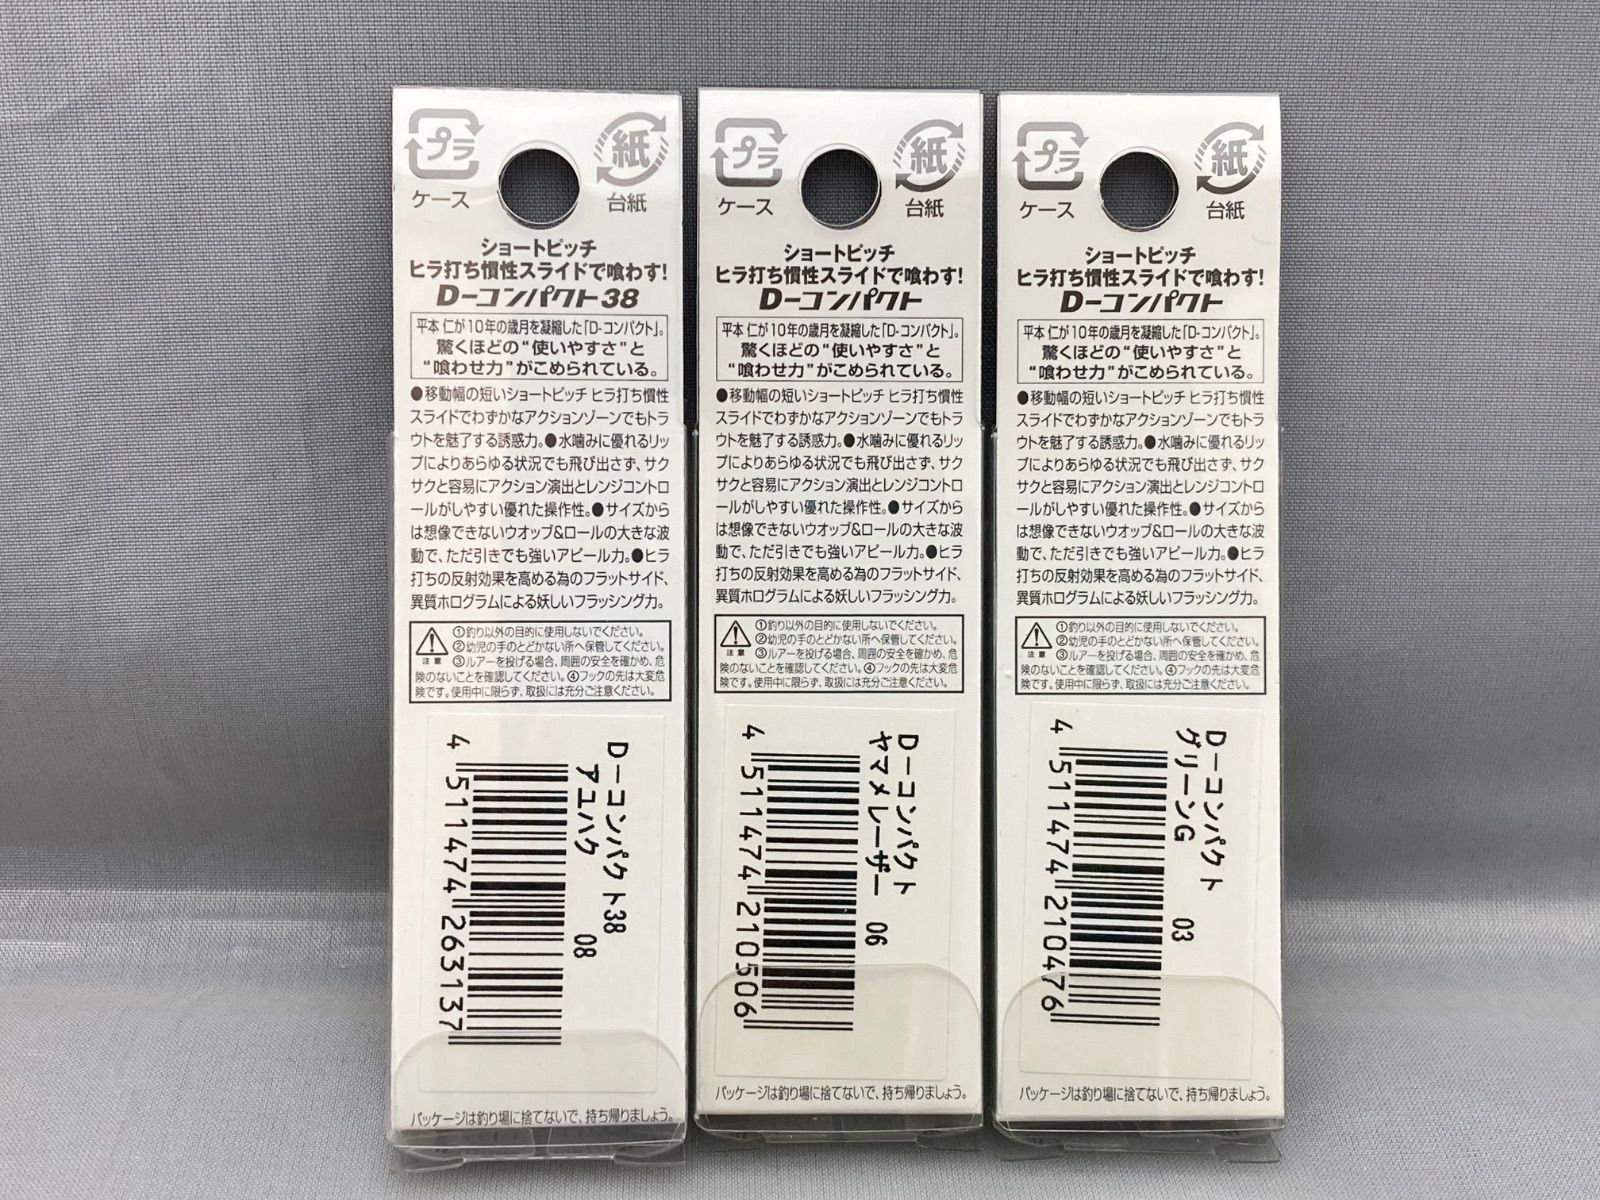 プラ
ケース
紙
台紙
ショートピッチ
ヒラ打ち慣性スライドで喰わす!
D-コンパクト38
平本 仁が10年の歳月を凝縮した「D-コンパクト」。
驚くほどの“使いやすさ”と
“喰わせ力”がこめられている。
●移動幅の短いショートピッチ ヒラ打ち慣性
スライドでわずかなアクションゾーンでもトラ
ウトを魅了する誘惑力。●水噛みに優れるリッ
プによりあらゆる状況でも飛び出さず、サク
サクと容易にアクション演出とレンジコントロ
ールがしやすい優れた操作性。●サイズから
は想像できないウオッブ&ロールの大きな波
動で、ただ引きでも強いアピール力。●ヒラ
打ちの反射効果を高める為のフラットサイド、
異質ホログラムによる妖しいフラッシング力。
注意
①釣り以外の目的に使用しないでください。
②幼児の手のとどかない所へ保管してください。
③ルアーを投げる場合、周囲の安全を確かめ、危
険のないことを確認してください。④フックの先は大変危
険です。使用中に限らず、取扱には充分ご注意ください。
D-コンパクト38
アユハク 08
4 511474 263137
パッケージは釣り場に捨てないで、持ち帰りましょう。
プラ
ケース
紙
台紙
ショートピッチ
ヒラ打ち慣性スライドで喰わす!
D-コンパクト
平本 仁が10年の歳月を凝縮した「D-コンパクト」。
驚くほどの“使いやすさ”と
“喰わせ力”がこめられている。
●移動幅の短いショートピッチ ヒラ打ち慣性
スライドでわずかなアクションゾーンでもトラ
ウトを魅了する誘惑力。●水噛みに優れるリッ
プによりあらゆる状況でも飛び出さず、サク
サクと容易にアクション演出とレンジコントロ
ールがしやすい優れた操作性。●サイズから
は想像できないウオッブ&ロールの大きな波
動で、ただ引きでも強いアピール力。●ヒラ
打ちの反射効果を高める為のフラットサイド、
異質ホログラムによる妖しいフラッシング力。
注意
①釣り以外の目的に使用しないでください。
②幼児の手のとどかない所へ保管してください。
③ルアーを投げる場合、周囲の安全を確かめ、危
険のないことを確認してください。④フックの先は大変危
険です。使用中に限らず、取扱には充分ご注意ください。
D-コンパクト
ヤマメレーザー 06
4 511474 210506
パッケージは釣り場に捨てないで、持ち帰りましょう。
プラ
ケース
紙
台紙
ショートピッチ
ヒラ打ち慣性スライドで喰わす!
D-コンパクト
平本 仁が10年の歳月を凝縮した「D-コンパクト」。
驚くほどの“使いやすさ”と
“喰わせ力”がこめられている。
●移動幅の短いショートピッチ ヒラ打ち慣性
スライドでわずかなアクションゾーンでもトラ
ウトを魅了する誘惑力。●水噛みに優れるリッ
プによりあらゆる状況でも飛び出さず、サク
サクと容易にアクション演出とレンジコントロ
ールがしやすい優れた操作性。●サイズから
は想像できないウオッブ&ロールの大きな波
動で、ただ引きでも強いアピール力。●ヒラ
打ちの反射効果を高める為のフラットサイド、
異質ホログラムによる妖しいフラッシング力。
注意
①釣り以外の目的に使用しないでください。
②幼児の手のとどかない所へ保管してください。
③ルアーを投げる場合、周囲の安全を確かめ、危
険のないことを確認してください。④フックの先は大変危
険です。使用中に限らず、取扱には充分ご注意ください。
D-コンパクト
グリーンG 03
4 511474 210476
パッケージは釣り場に捨てないで、持ち帰りましょう。